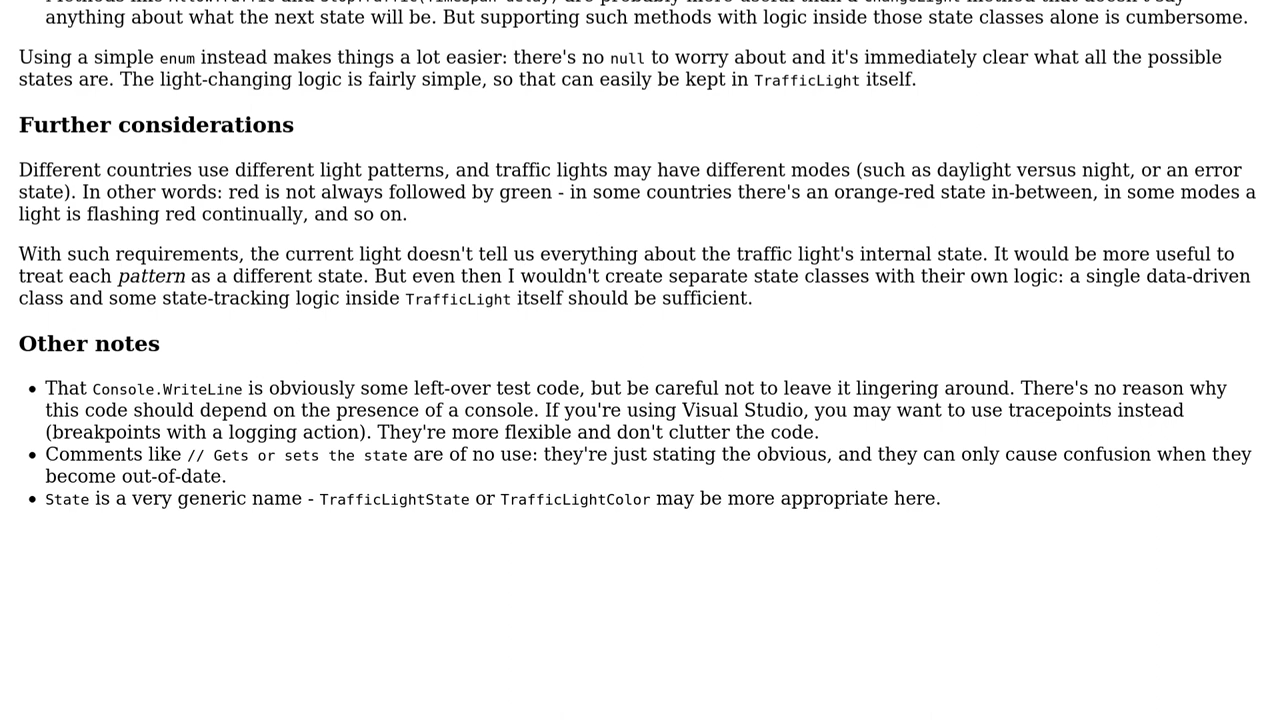 anything about what the next state will be. But supporting such methods with logic inside those state classes alone is cumbersome.
Using a simple enum instead makes things a lot easier: there's no null to worry about and it's immediately clear what all the possible
states are. The light-changing logic is fairly simple, so that can easily be kept in TrafficLight itself.
Further considerations
Different countries use different light patterns, and traffic lights may have different modes (such as daylight versus night, or an error
state). In other words: red is not always followed by green - in some countries there's an orange-red state in-between, in some modes a
light is flashing red continually, and so on.
With such requirements, the current light doesn't tell us everything about the traffic light's internal state. It would be more useful to
treat each pattern as a different state. But even then I wouldn't create separate state classes with their own logic: a single data-driven
class and some state-tracking logic inside TrafficLight itself should be sufficient.
Other notes
• That Console.WriteLine is obviously some left-over test code, but be careful not to leave it lingering around. There's no reason why
this code should depend on the presence of a console. If you're using Visual Studio, you may want to use tracepoints instead
(breakpoints with a logging action). They're more flexible and don't clutter the code.
• Comments like // Gets or sets the state are of no use: they're just stating the obvious, and they can only cause confusion when they
become out-of-date.
• State is a very generic name - TrafficLightState or TrafficLightColor may be more appropriate here.